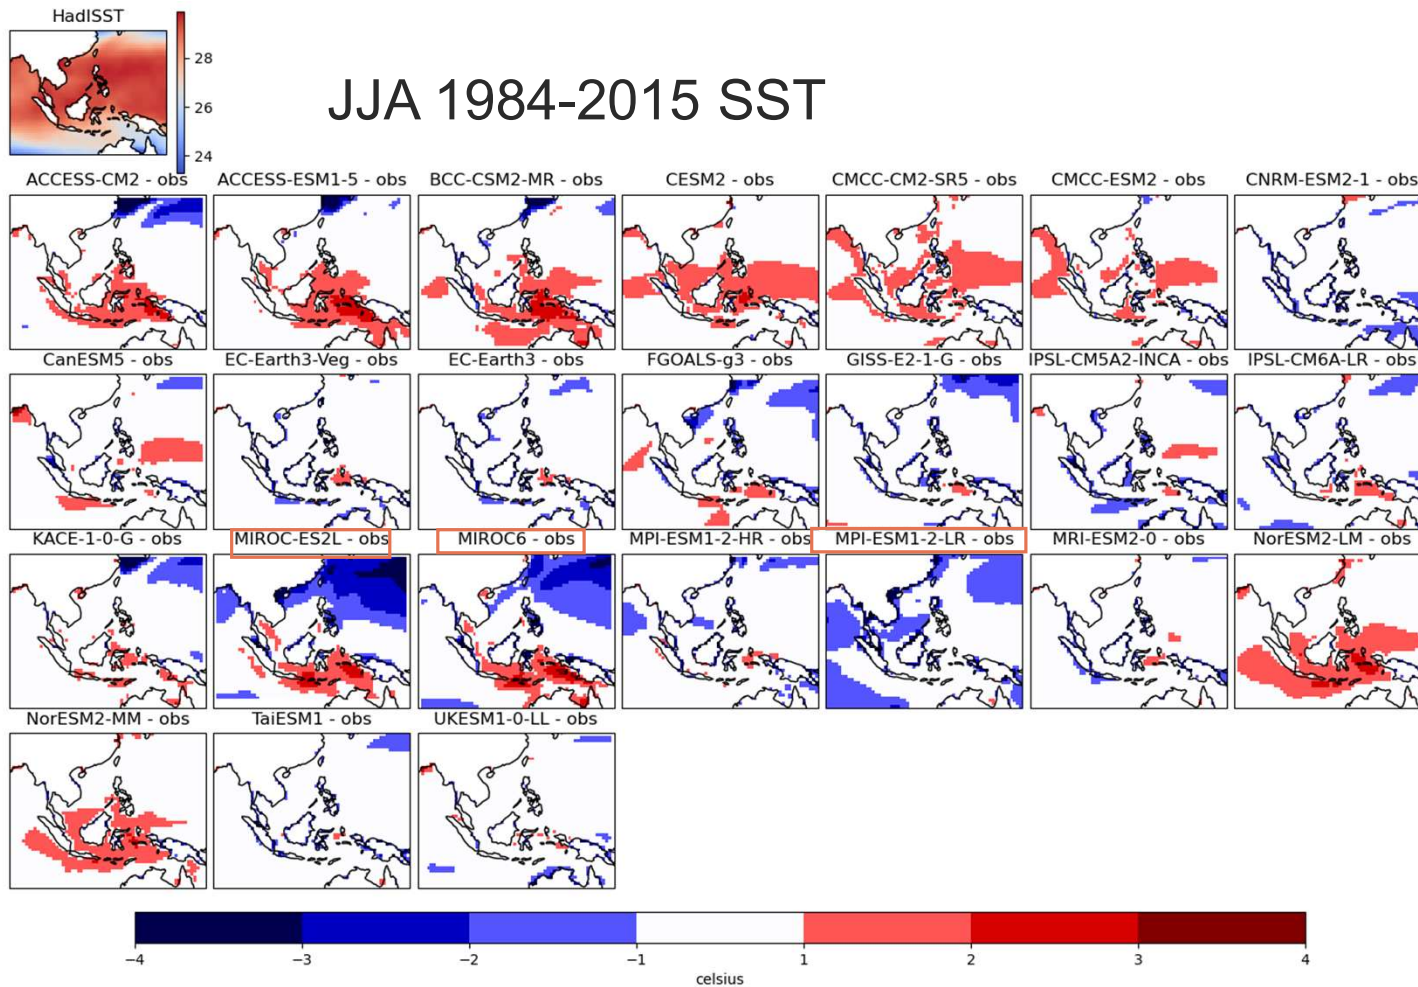 HadISST
28
26
24
JJA 1984-2015 SST
ACCESS-CM2 - obs
ACCESS-ESM1-5 - obs
BCC-CSM2-MR - obs
CESM2 - obs
CMCC-CM2-SR5 - obs
CMCC-ESM2 - obs
CNRM-ESM2-1 - obs
CanESM5 - obs
EC-Earth3-Veg - obs
EC-Earth3 - obs
FGOALS-g3 - obs
GISS-E2-1-G - obs
IPSL-CM5A2-INCA - obs
IPSL-CM6A-LR - obs
KACE-1-0-G - obs
MIROC-ES2L - obs
MIROC6 - obs
MPI-ESM1-2-HR - obs
MPI-ESM1-2-LR - obs
MRI-ESM2-0 - obs
NorESM2-LM - obs
NorESM2-MM - obs
TaiESM1 - obs
UKESM1-0-LL - obs
−4 −3 −2 −1 1 2 3 4
celsius